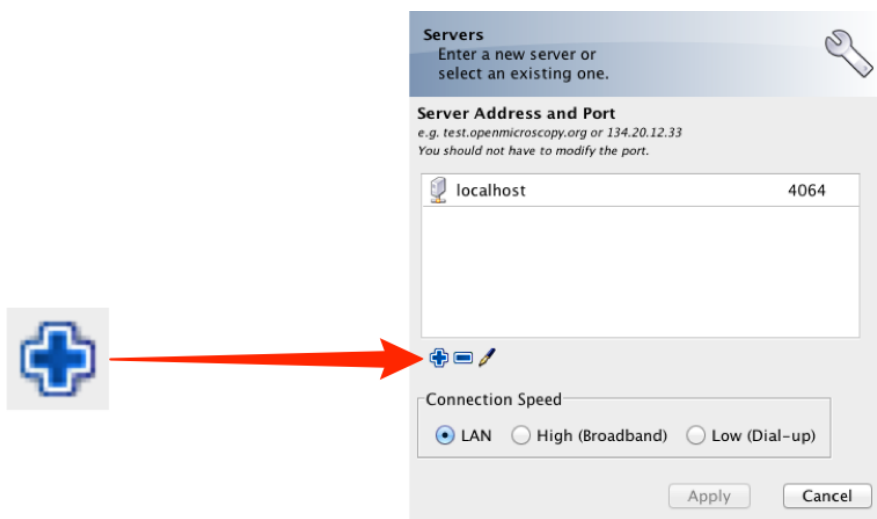 Servers
Enter a new server or
select an existing one.
Server Address and Port
e.g. test.openmicroscopy.org or 134.20.12.33
You should not have to modify the port.
localhost 4064
Connection Speed
LAN High (Broadband) Low (Dial-up)
Apply Cancel